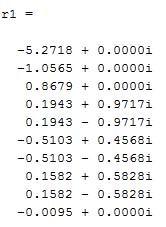 r1 =
-5.2718 + 0.0000i
-1.0565 + 0.0000i
0.8679 + 0.0000i
0.1943 + 0.9717i
0.1943 - 0.9717i
-0.5103 + 0.4568i
-0.5103 - 0.4568i
0.1582 + 0.5828i
0.1582 - 0.5828i
-0.0095 + 0.0000i